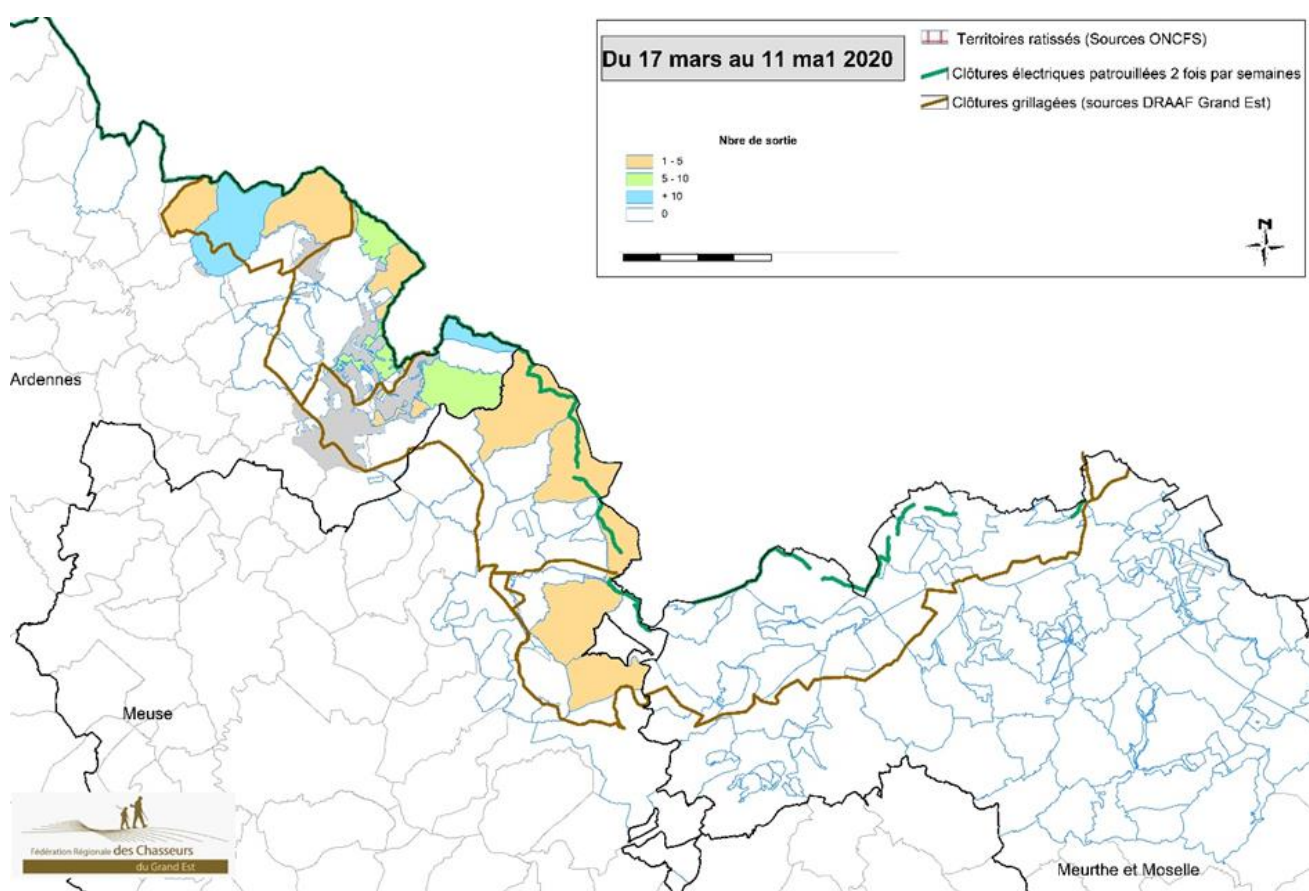 Du 17 mars au 11 ma1 2020
Territoires ratissés (Sources ONCFS)
Clôtures électriques patrouillées 2 fois par semaines
Clôtures grillagées (sources DRAAF Grand Est)
Nbre de sortie
1 - 5
5 - 10
+ 10
0
N
Ardennes
Meuse
Meurthe et Moselle
Fédération Régionale des Chasseurs
du Grand Est